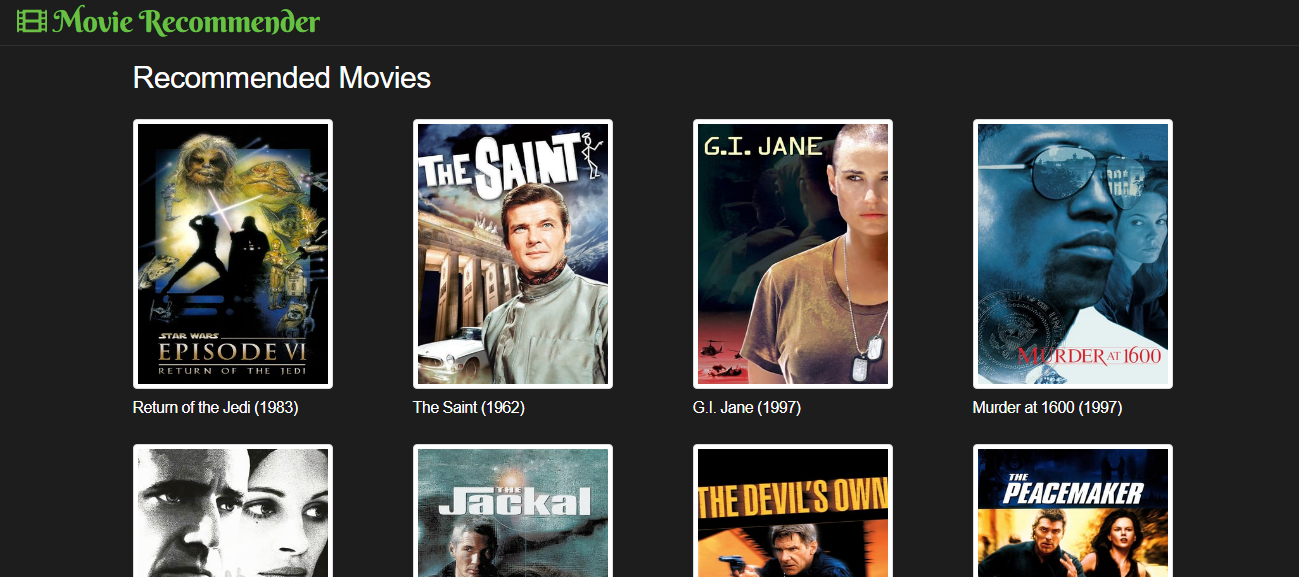 Movie Recommender
Recommended Movies
STAR WARS
EPISODE VI
RETURN OF THE JEDI
THE SAINT
G.I. JANE
MURDER AT 1600
Return of the Jedi (1983)
The Saint (1962)
G.I. Jane (1997)
Murder at 1600 (1997)
THE
Jackal
THE DEVIL'S OWN
THE
PEACEMAKER